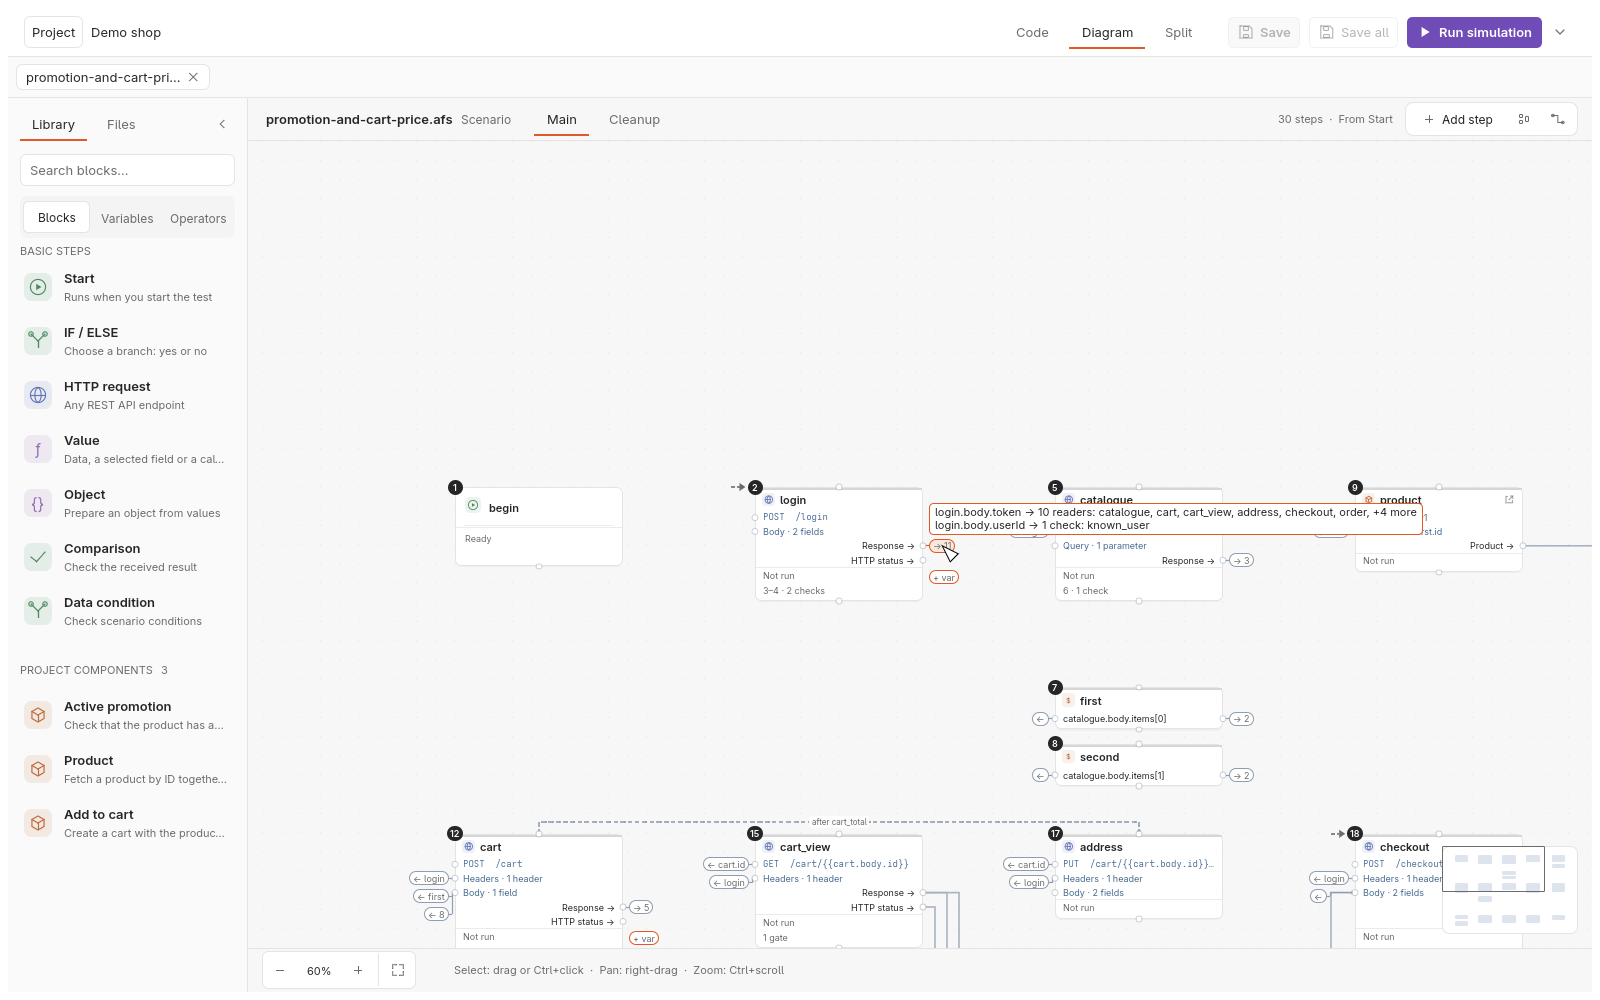 Project Demo shop
Code Diagram Split Save Save all Run simulation
promotion-and-cart-pri...
Library Files
promotion-and-cart-price.afs Scenario Main Cleanup
30 steps · From Start
+ Add step
Search blocks...
Blocks Variables Operators
BASIC STEPS
Start
Runs when you start the test
IF / ELSE
Choose a branch: yes or no
HTTP request
Any REST API endpoint
Value
Data, a selected field or a cal...
Object
Prepare an object from values
Comparison
Check the received result
Data condition
Check scenario conditions
PROJECT COMPONENTS 3
Active promotion
Check that the product has a...
Product
Fetch a product by ID togethe...
Add to cart
Create a cart with the produc...
1
begin
Ready
2
login
POST /login
Body · 2 fields
Response →
HTTP status →
+ var
Not run
3–4 · 2 checks
login.body.token → 10 readers: catalogue, cart, cart_view, address, checkout, order, +4 more
login.body.userId → 1 check: known_user
5
catalogue
Query · 1 parameter
Response → → 3
Not run
6 · 1 check
9
product
Product →
Not run
7
first
← catalogue.body.items[0] → 2
8
second
← catalogue.body.items[1] → 2
after cart_total
12
cart
POST /cart
← login Headers · 1 header
← first Body · 1 field
← 8
Response → → 5
HTTP status →
Not run
+ var
15
cart_view
← cart.id GET /cart/{{cart.body.id}}
← login Headers · 1 header
Response →
HTTP status →
Not run
1 gate
17
address
← cart.id PUT /cart/{{cart.body.id}}...
← login Headers · 1 header
Body · 2 fields
Not run
18
checkout
POST /checkout
← login Headers · 1 header
← Body · 2 fields
Not run
− 60% +
Select: drag or Ctrl+click · Pan: right-drag · Zoom: Ctrl+scroll